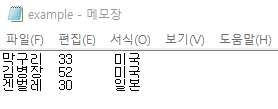 example - 메모장
파일(F) 편집(E) 서식(O) 보기(V) 도움말(H)
막구리 33 미국
김병장 52 미국
겐벌레 30 일본